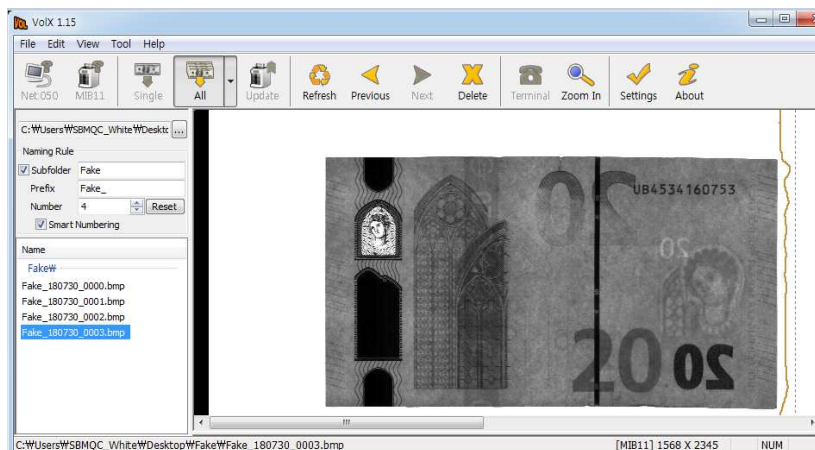 VolX 1.15
File Edit View Tool Help
Net 050 MIB11 Single All Update Refresh Previous Next Delete Terminal Zoom In Settings About
C:₩Users₩SBMQC_White₩Deskto ...
Naming Rule
Subfolder Fake
Prefix Fake_
Number 4 Reset
Smart Numbering
Name
Fake₩
Fake_180730_0000.bmp
Fake_180730_0001.bmp
Fake_180730_0002.bmp
Fake_180730_0003.bmp
20
UB4534160753
20
20 20
C:₩Users₩SBMQC_White₩Desktop₩Fake₩Fake_180730_0003.bmp [MIB11] 1568 X 2345 NUM